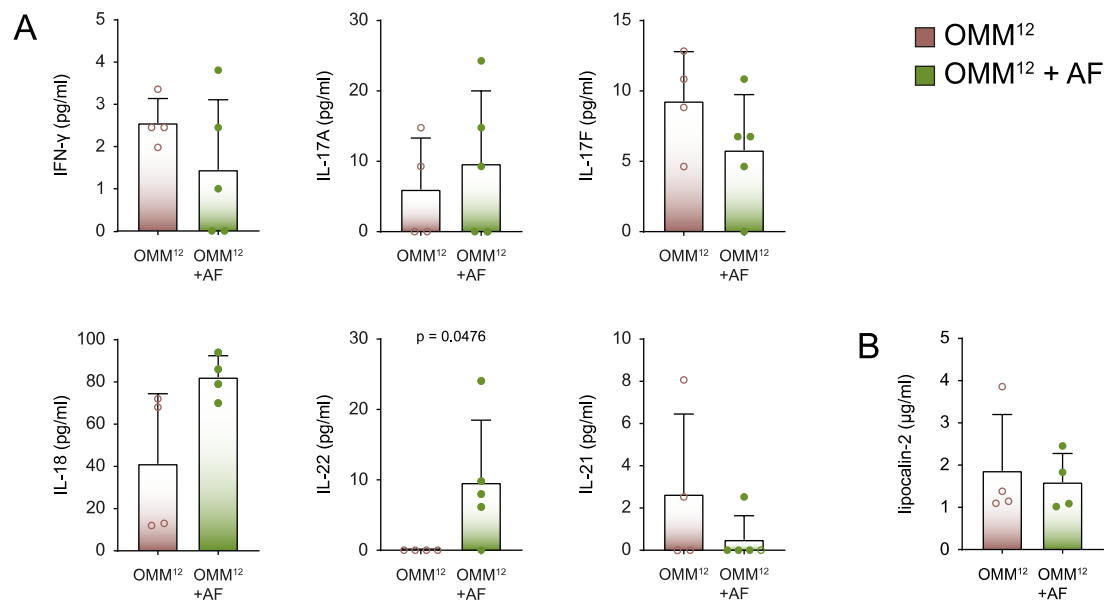 A
OMM¹²
OMM¹² + AF
IFN-γ (pg/ml)
5
4
3
2
1
0
OMM¹²
OMM¹²
+AF
IL-17A (pg/ml)
30
20
10
0
OMM¹²
OMM¹²
+AF
IL-17F (pg/ml)
15
10
5
0
OMM¹²
OMM¹²
+AF
IL-18 (pg/ml)
100
80
60
40
20
0
OMM¹²
OMM¹²
+AF
p = 0.0476
IL-22 (pg/ml)
30
20
10
0
OMM¹²
OMM¹²
+AF
IL-21 (pg/ml)
10
8
6
4
2
0
OMM¹²
OMM¹²
+AF
B
lipocalin-2 (μg/ml)
5
4
3
2
1
0
OMM¹²
OMM¹²
+AF